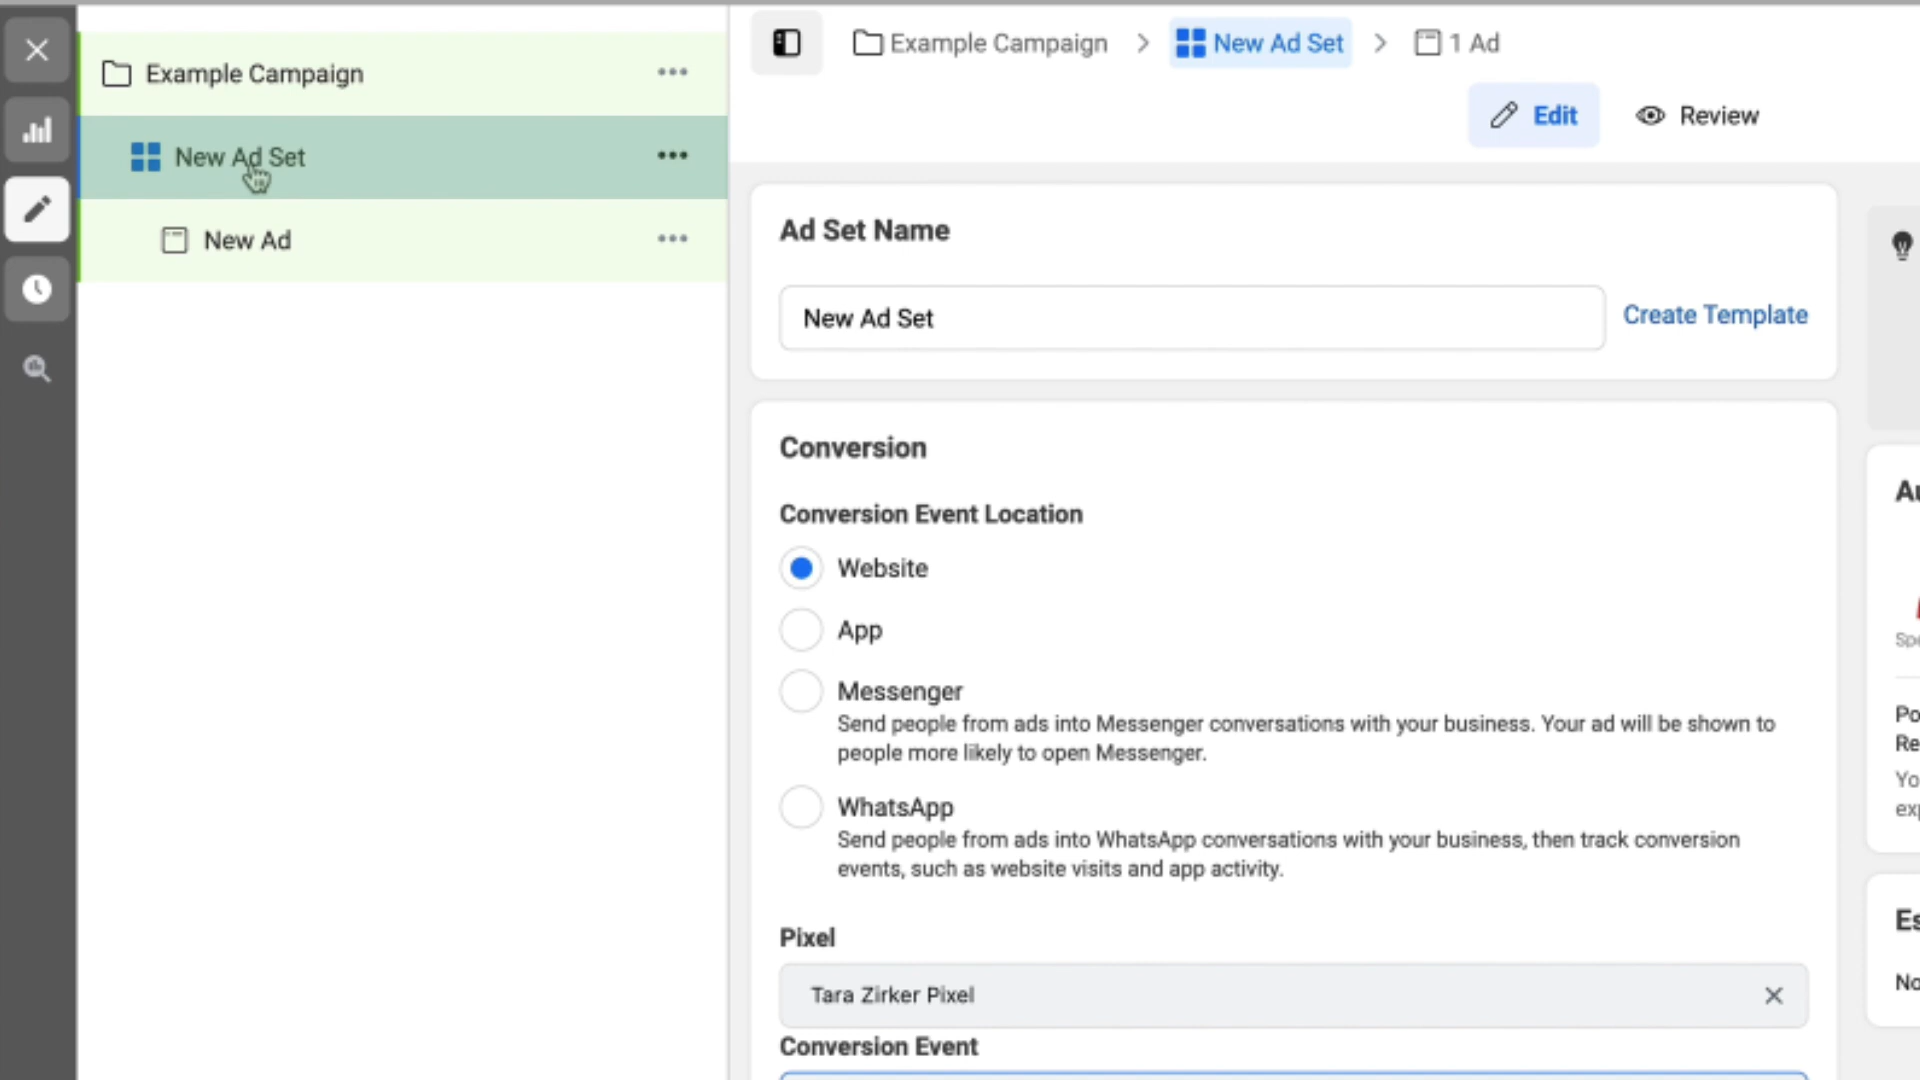 Example Campaign
New Ad Set
New Ad
Example Campaign
New Ad Set
1 Ad
Edit
Review
Ad Set Name
New Ad Set
Create Template
Conversion
Conversion Event Location
Website
App
Messenger
Send people from ads into Messenger conversations with your business. Your ad will be shown to
people more likely to open Messenger.
WhatsApp
Send people from ads into WhatsApp conversations with your business, then track conversion
events, such as website visits and app activity.
Pixel
Tara Zirker Pixel
Conversion Event